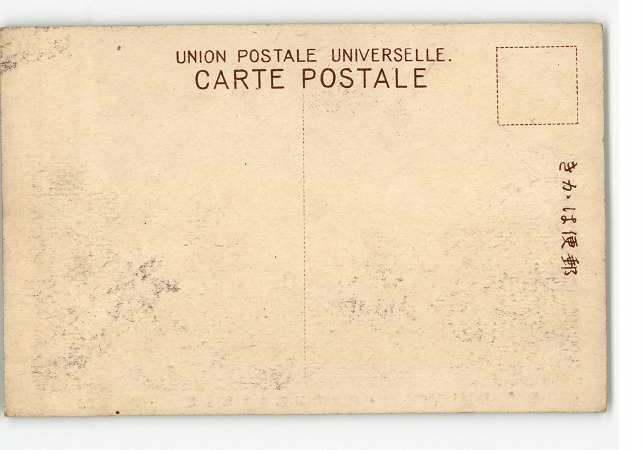 UNION POSTALE UNIVERSELLE.
CARTE POSTALE
郵便はがき